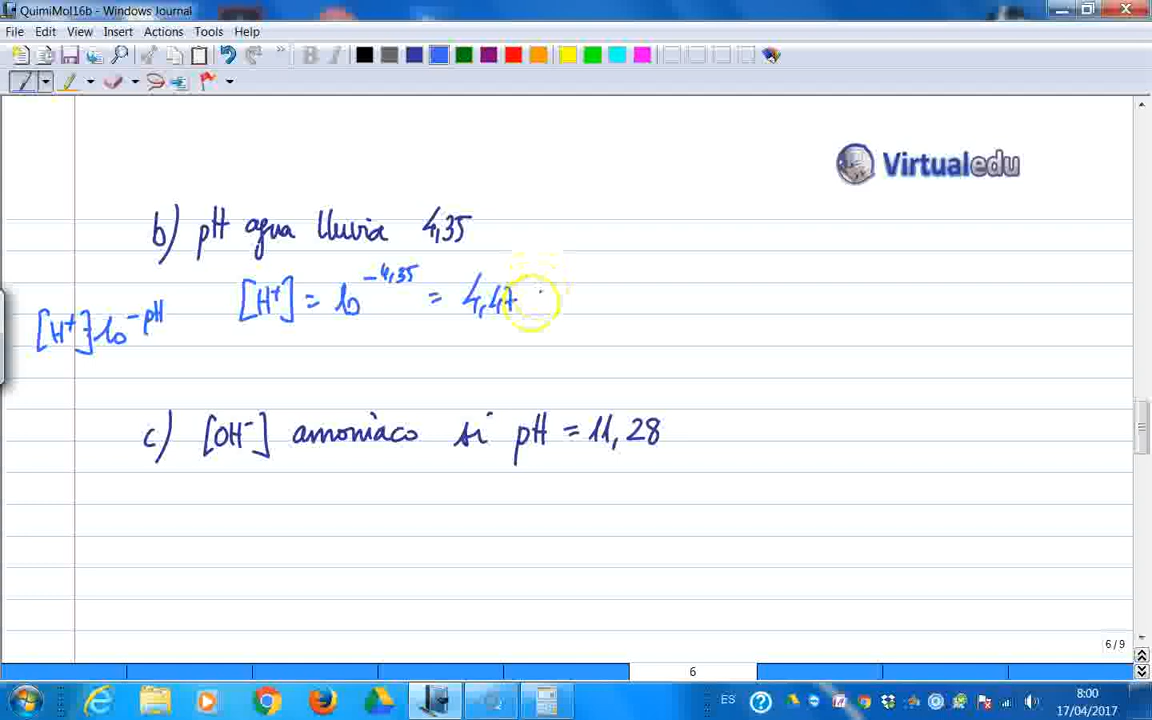 QuimiMol16b - Windows Journal
File Edit View Insert Actions Tools Help
Virtualedu
b) pH agua lluvia 4,35
[H+] = 10^-4,35 = 4,47 ·
[H+]=10^-pH
c) [OH-] amoniaco si pH = 11,28
6 / 9
6
ES
8:00
17/04/2017